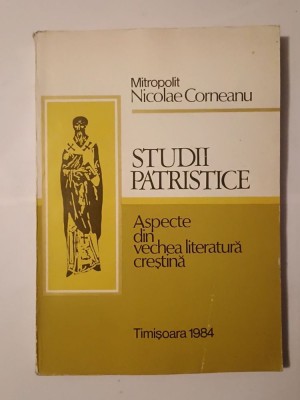 Mitropolit
Nicolae Corneanu
STUDII
PATRISTICE
Aspecte
din
vechea literatură
creștină
Timișoara 1984